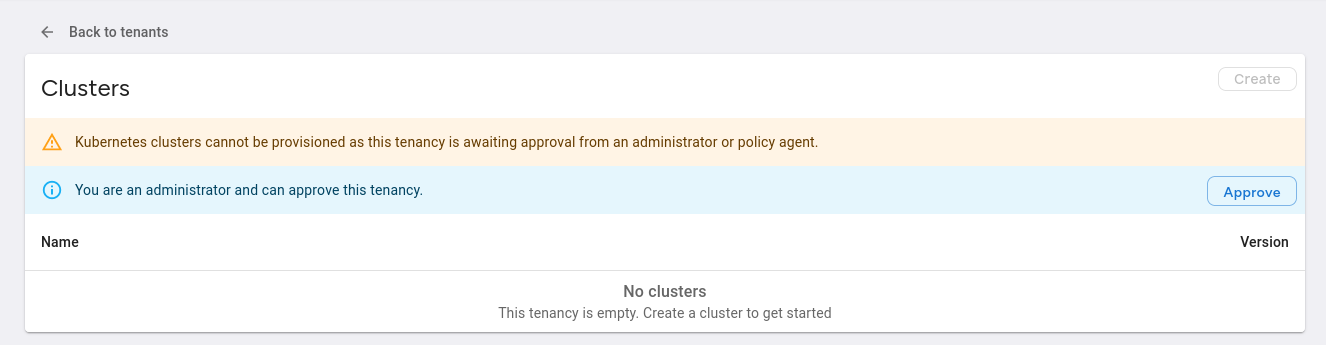 Back to tenants
Clusters
Create
Kubernetes clusters cannot be provisioned as this tenancy is awaiting approval from an administrator or policy agent.
You are an administrator and can approve this tenancy.
Approve
Name Version
No clusters
This tenancy is empty. Create a cluster to get started